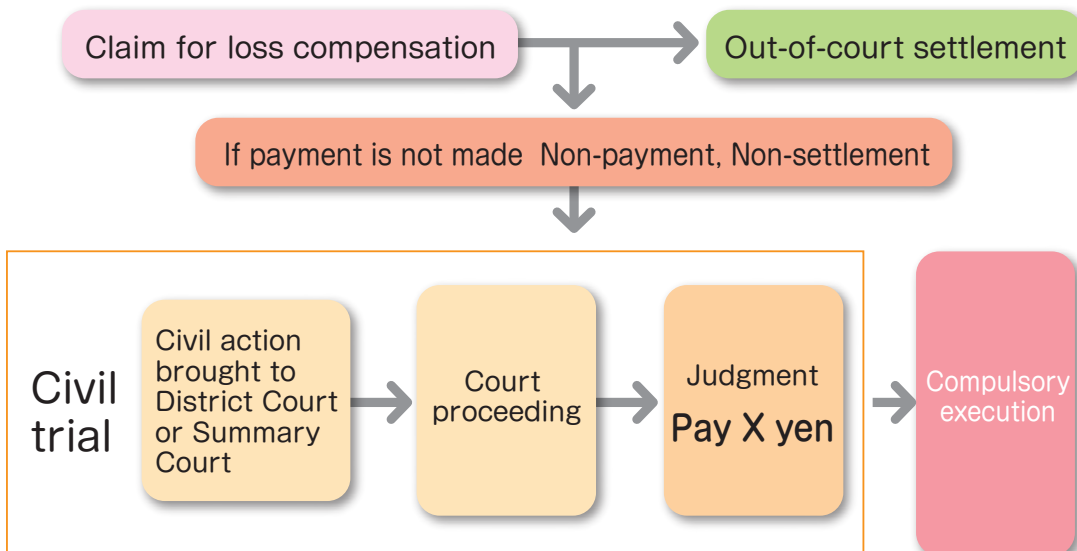 Claim for loss compensation
Out-of-court settlement
If payment is not made Non-payment, Non-settlement
Civil
trial
Civil action
brought to
District Court
or Summary
Court
Court
proceeding
Judgment
Pay X yen
Compulsory
execution